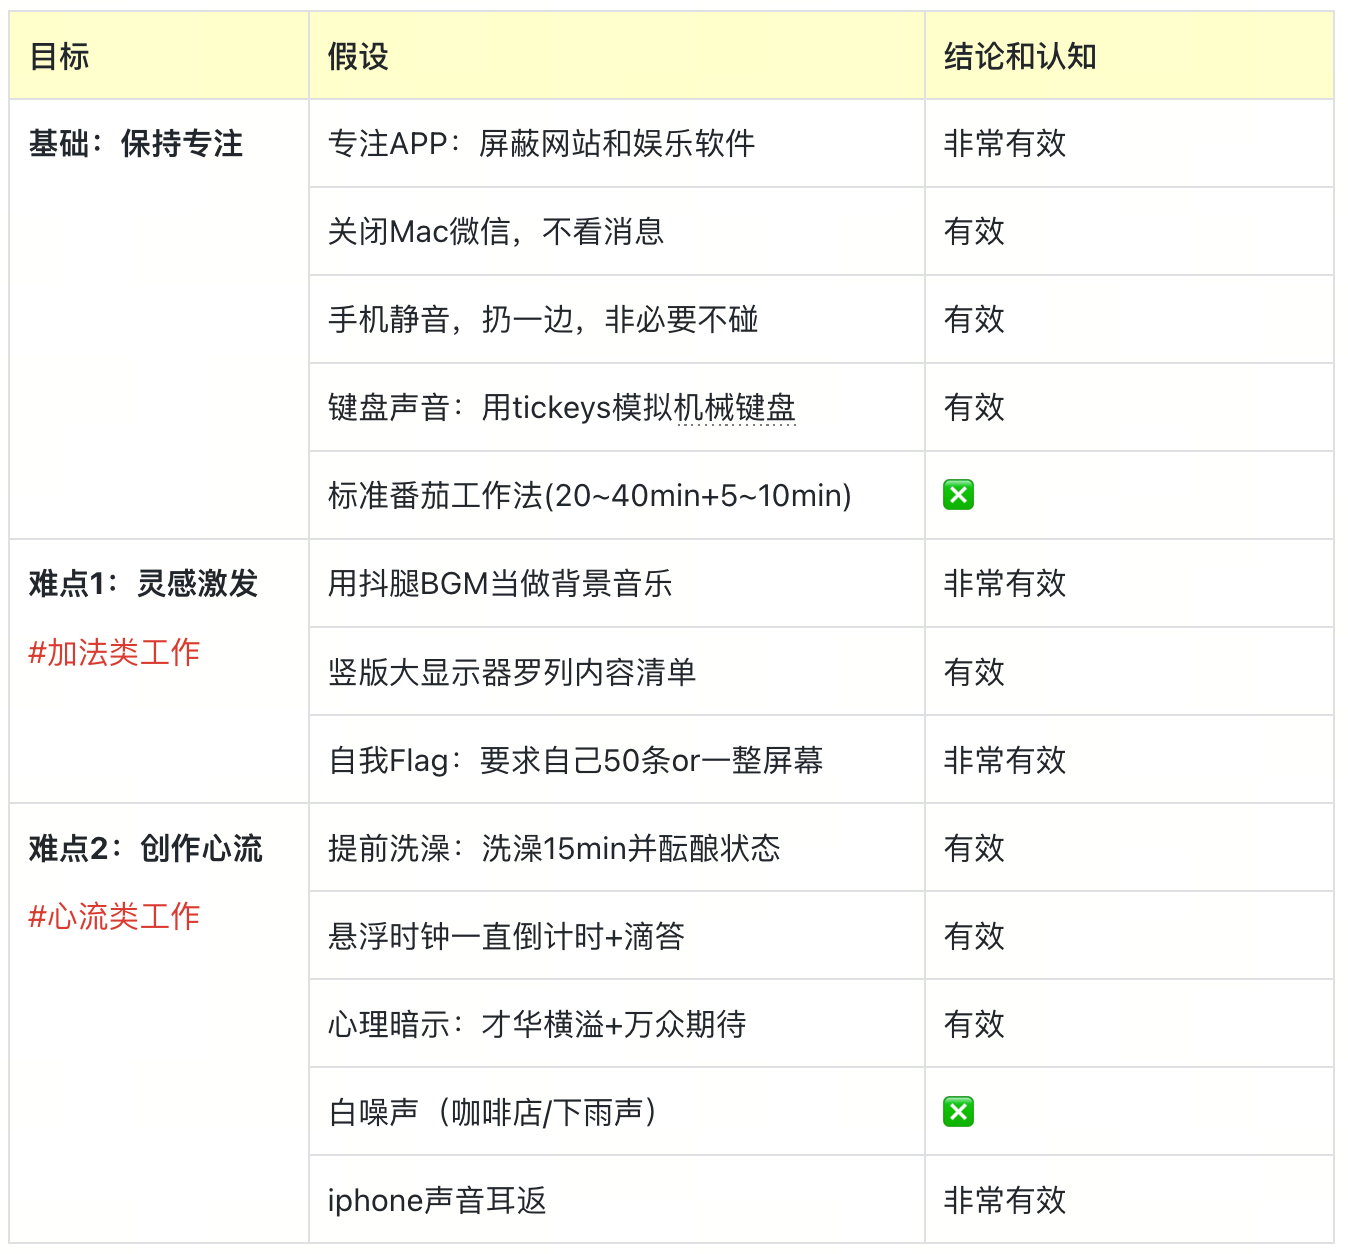 目标 假设 结论和认知
基础：保持专注 专注APP：屏蔽网站和娱乐软件 非常有效
关闭Mac微信，不看消息 有效
手机静音，扔一边，非必要不碰 有效
键盘声音：用tickeys模拟机械键盘 有效
标准番茄工作法(20~40min+5~10min) ❎
难点1：灵感激发 用抖腿BGM当做背景音乐 非常有效
#加法类工作
竖版大显示器罗列内容清单 有效
自我Flag：要求自己50条or一整屏幕 非常有效
难点2：创作心流 提前洗澡：洗澡15min并酝酿状态 有效
#心流类工作
悬浮时钟一直倒计时+滴答 有效
心理暗示：才华横溢+万众期待 有效
白噪声（咖啡店/下雨声） ❎
iphone声音耳返 非常有效